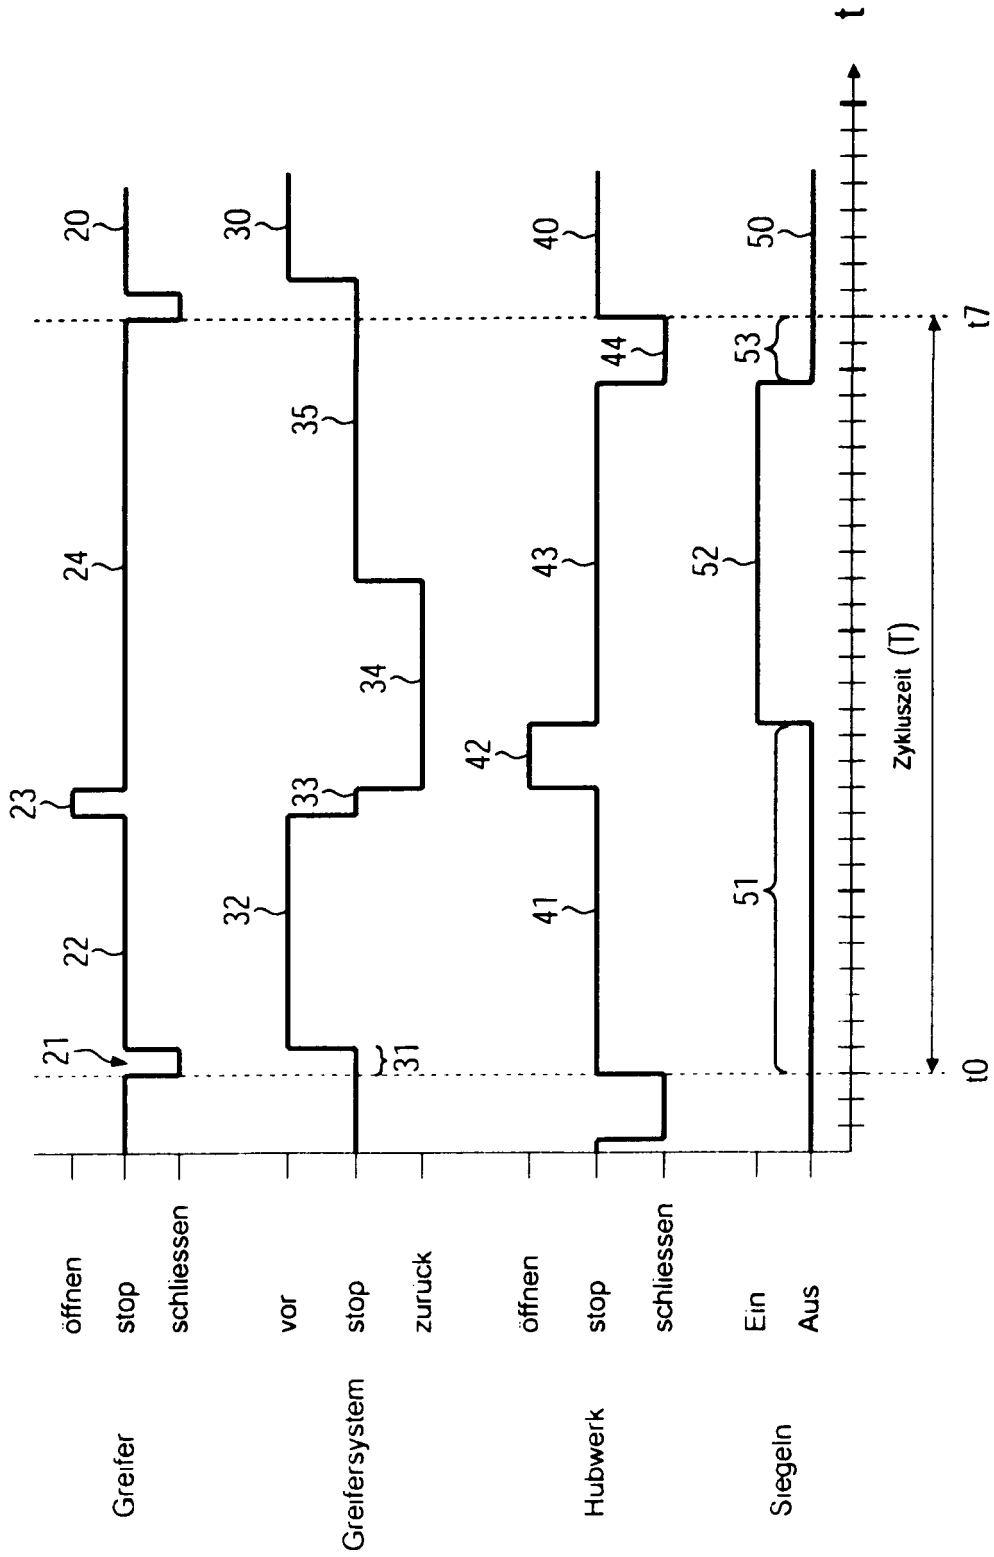 Greifer
öffnen
stop
schliessen
20
21
22
23
24
Greifersystem
vor
stop
zurück
30
31
32
33
34
35
Hubwerk
öffnen
stop
schliessen
40
41
42
43
44
Siegeln
Ein
Aus
50
51
52
53
t
Zykluszeit (T)
t0
t7